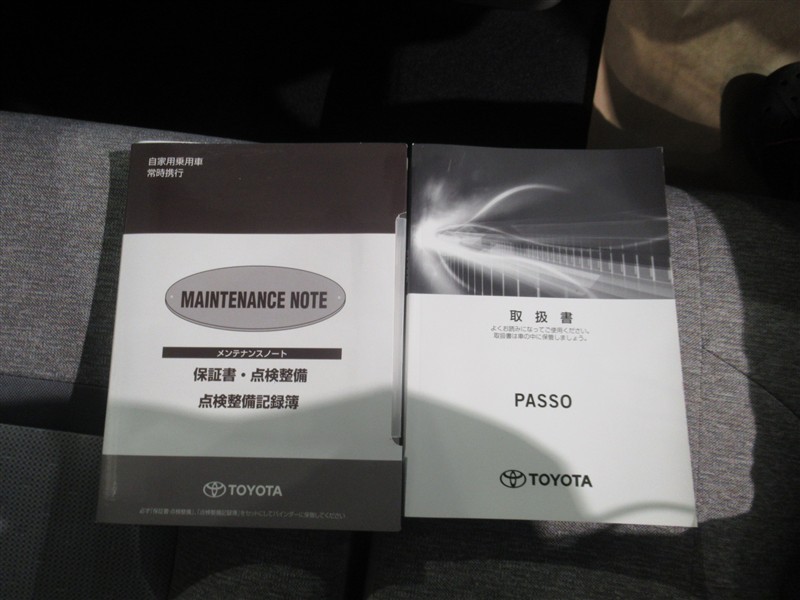 自家用乗用車
常時携行
MAINTENANCE NOTE
メンテナンスノート
保証書・点検整備
点検整備記録簿
TOYOTA
取扱書
よくお読みになってご使用ください。
取扱書は車の中に保管しましょう。
PASSO
TOYOTA